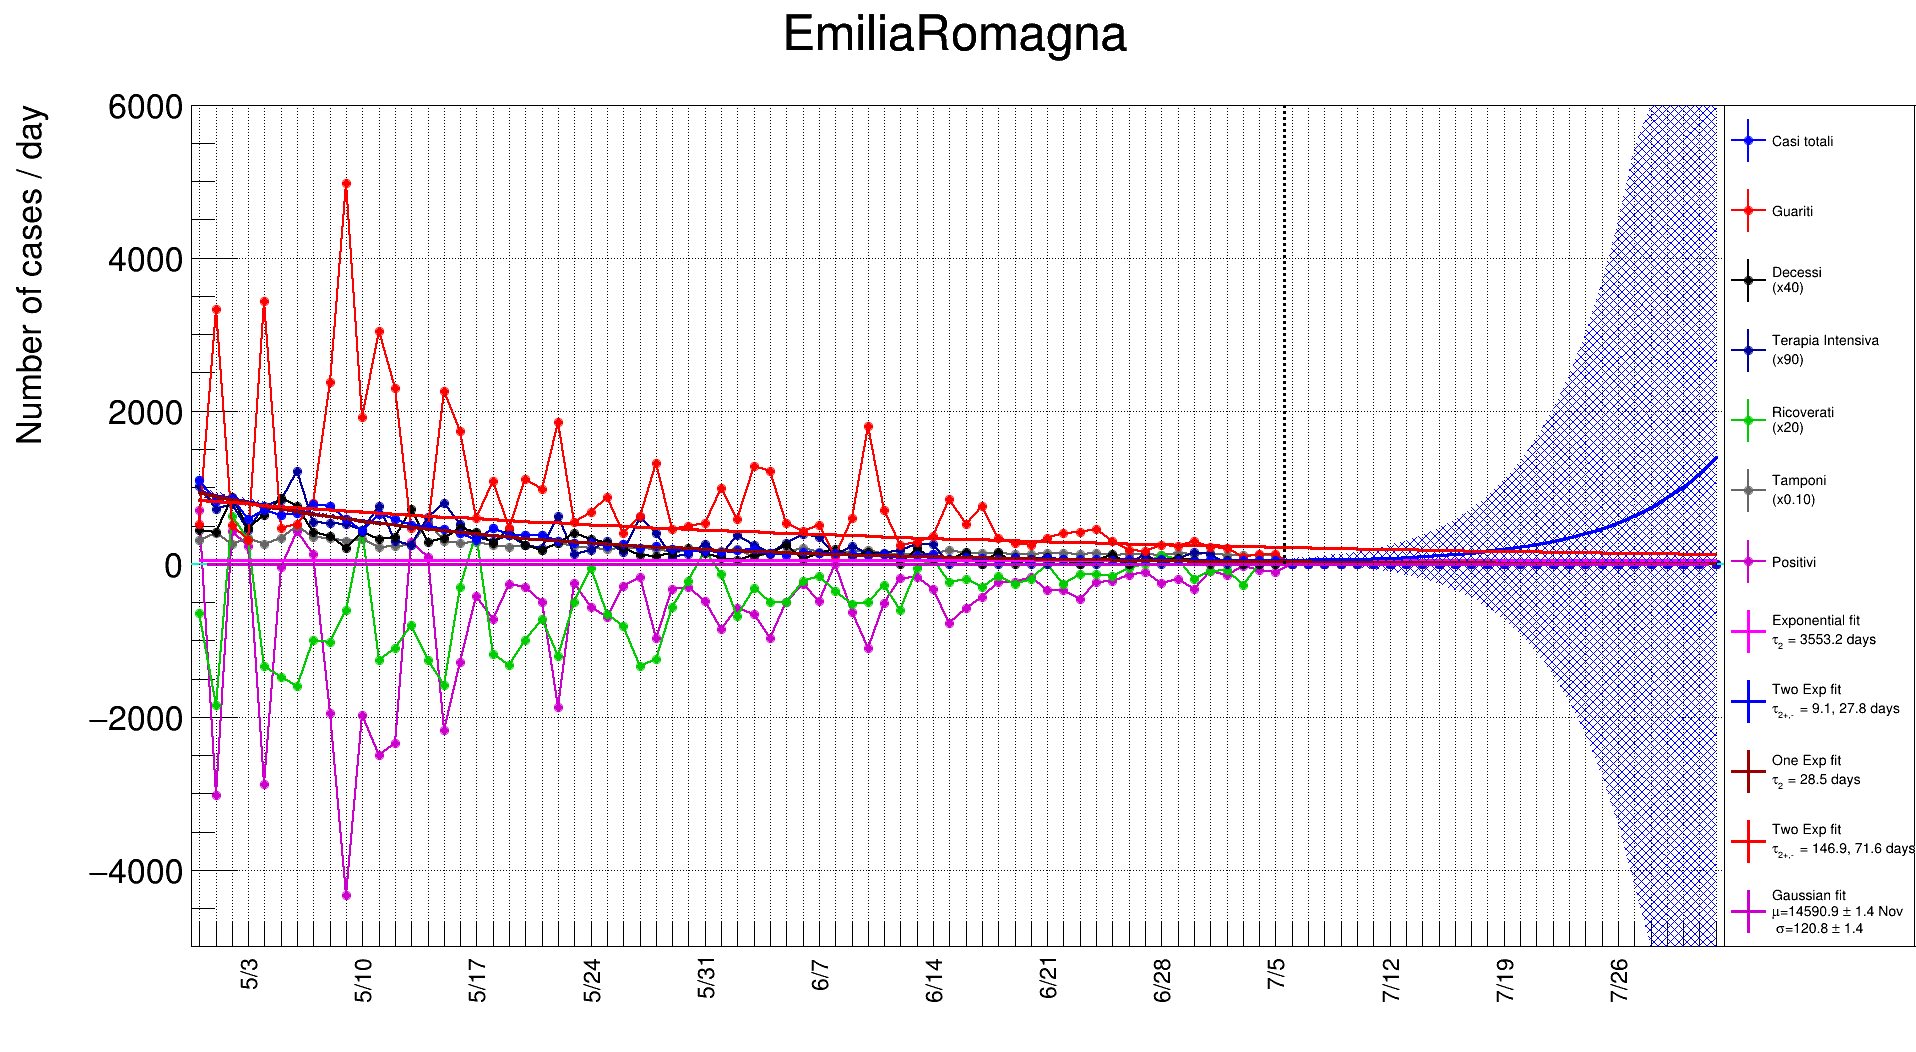 EmiliaRomagna
Number of cases / day
6000
4000
2000
0
−2000
−4000
5/3
5/10
5/17
5/24
5/31
6/7
6/14
6/21
6/28
7/5
7/12
7/19
7/26
Casi totali
Guariti
Decessi
(x40)
Terapia Intensiva
(x90)
Ricoverati
(x20)
Tamponi
(x0.10)
Positivi
Exponential fit
τ2 = 3553.2 days
Two Exp fit
τ2+,- = 9.1, 27.8 days
One Exp fit
τ2 = 28.5 days
Two Exp fit
τ2+,- = 146.9, 71.6 days
Gaussian fit
μ=14590.9 ± 1.4 Nov
σ=120.8 ± 1.4